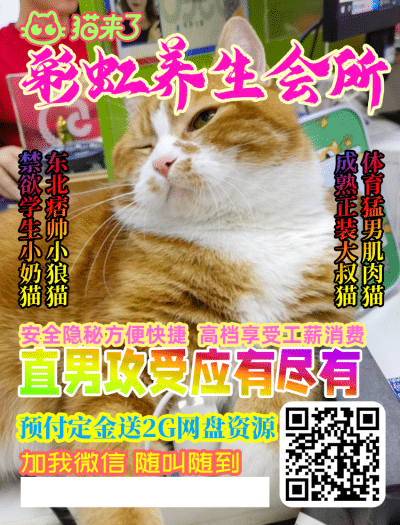 猫来了
彩虹养生会所
东北痞帅小狼猫
禁欲学生小奶猫
体育猛男肌肉猫
成熟正装大叔猫
安全隐秘方便快捷 高档享受工薪消费
直男攻受应有尽有
预付定金送2G网盘资源
加我微信 随叫随到